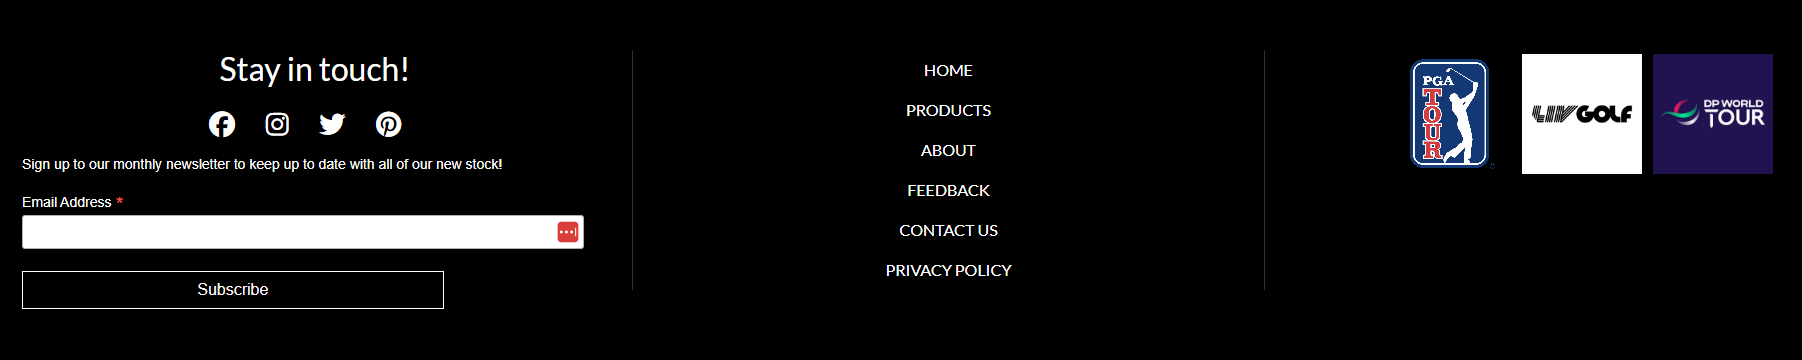 Stay in touch!
Sign up to our monthly newsletter to keep up to date with all of our new stock!
Email Address *
Subscribe
HOME
PRODUCTS
ABOUT
FEEDBACK
CONTACT US
PRIVACY POLICY
PGA
TOUR
LIV GOLF
DP WORLD
TOUR